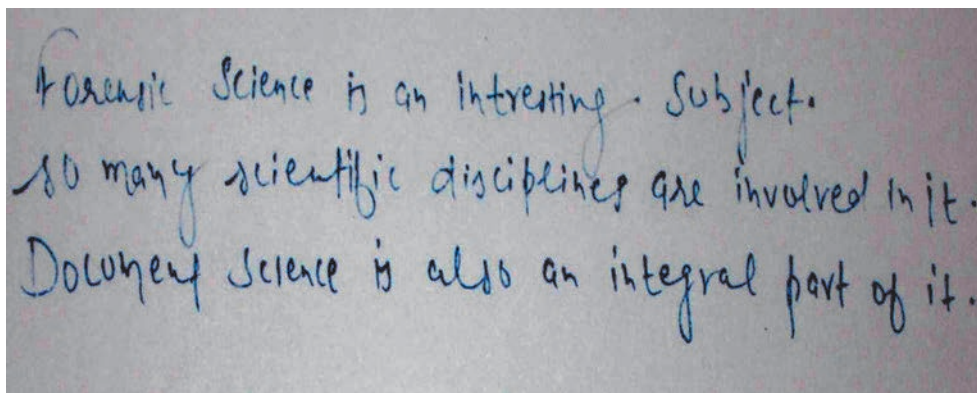 Forensic Science is an intresting. Subject.
so many scientific disciplines are involved in it.
Document Science is also an integral part of it.